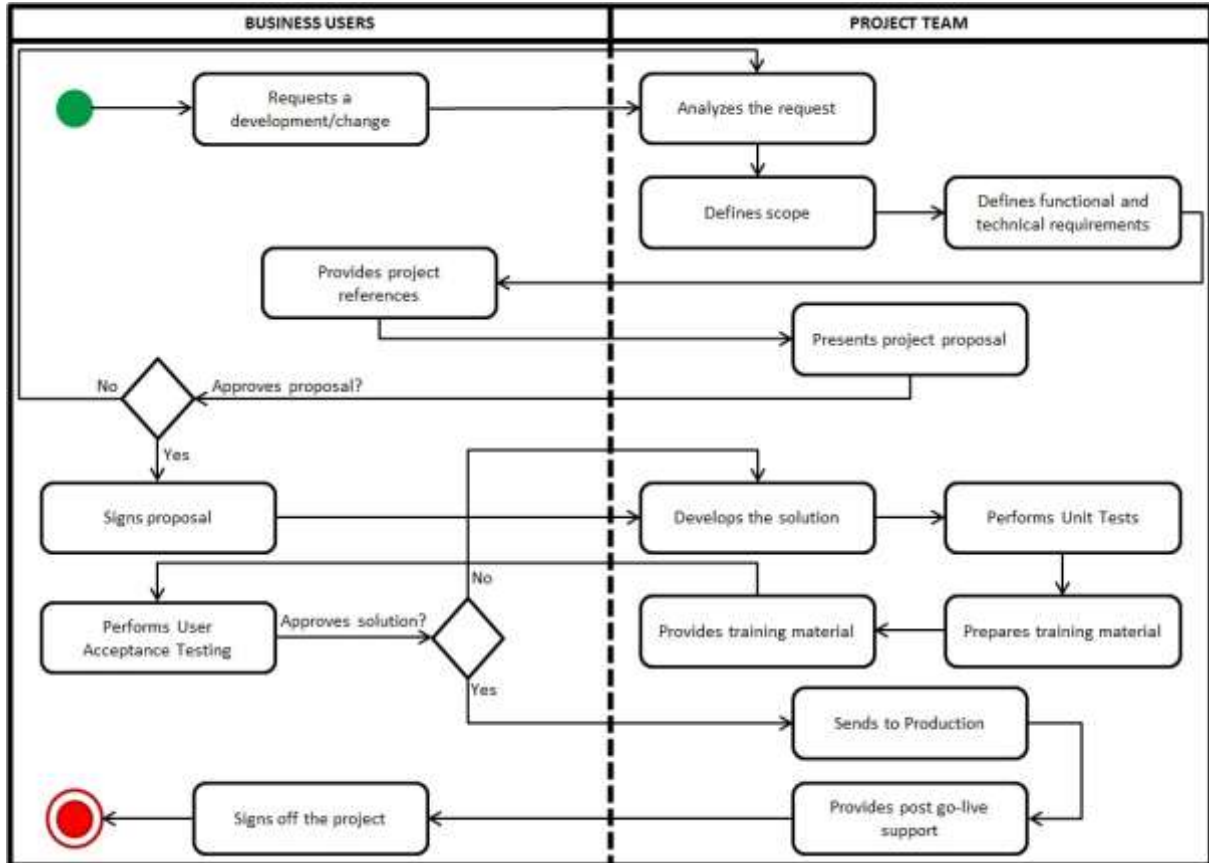 BUSINESS USERS
PROJECT TEAM
Requests a
development/change
Analyzes the request
Defines scope
Defines functional and
technical requirements
Provides project
references
Presents project proposal
No
Approves proposal?
Yes
Signs proposal
Develops the solution
Performs Unit Tests
No
Performs User
Acceptance Testing
Approves solution?
Provides training material
Prepares training material
Yes
Sends to Production
Signs off the project
Provides post go-live
support